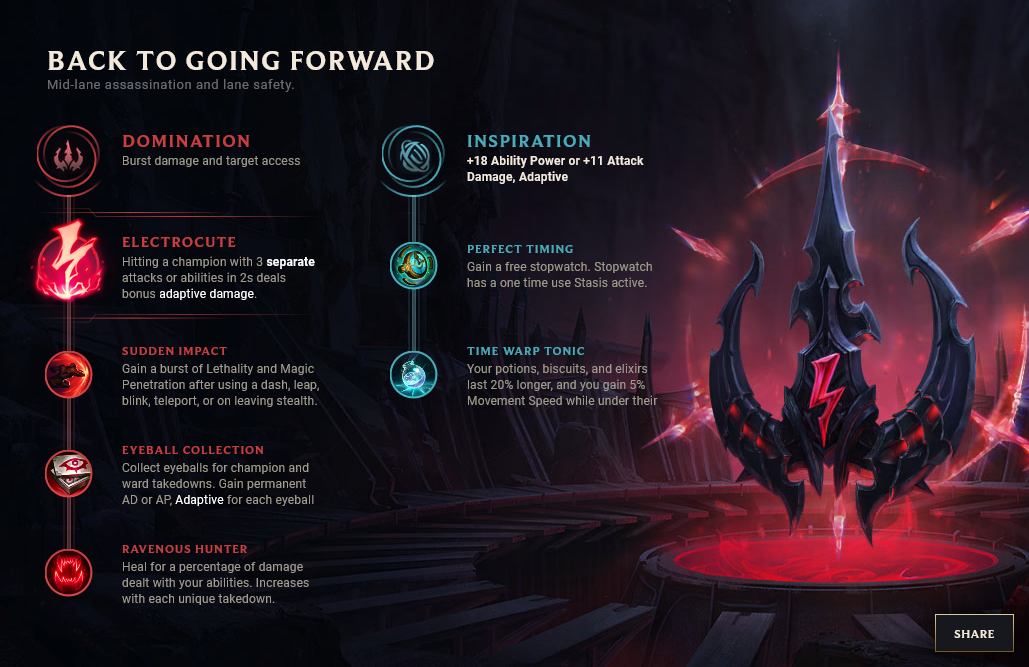 BACK TO GOING FORWARD
Mid-lane assassination and lane safety.
DOMINATION
Burst damage and target access
ELECTROCUTE
Hitting a champion with 3 separate
attacks or abilities in 2s deals
bonus adaptive damage.
SUDDEN IMPACT
Gain a burst of Lethality and Magic
Penetration after using a dash, leap,
blink, teleport, or on leaving stealth.
EYEBALL COLLECTION
Collect eyeballs for champion and
ward takedowns. Gain permanent
AD or AP, Adaptive for each eyeball
RAVENOUS HUNTER
Heal for a percentage of damage
dealt with your abilities. Increases
with each unique takedown.
INSPIRATION
+18 Ability Power or +11 Attack
Damage, Adaptive
PERFECT TIMING
Gain a free stopwatch. Stopwatch
has a one time use Stasis active.
TIME WARP TONIC
Your potions, biscuits, and elixirs
last 20% longer, and you gain 5%
Movement Speed while under their
SHARE